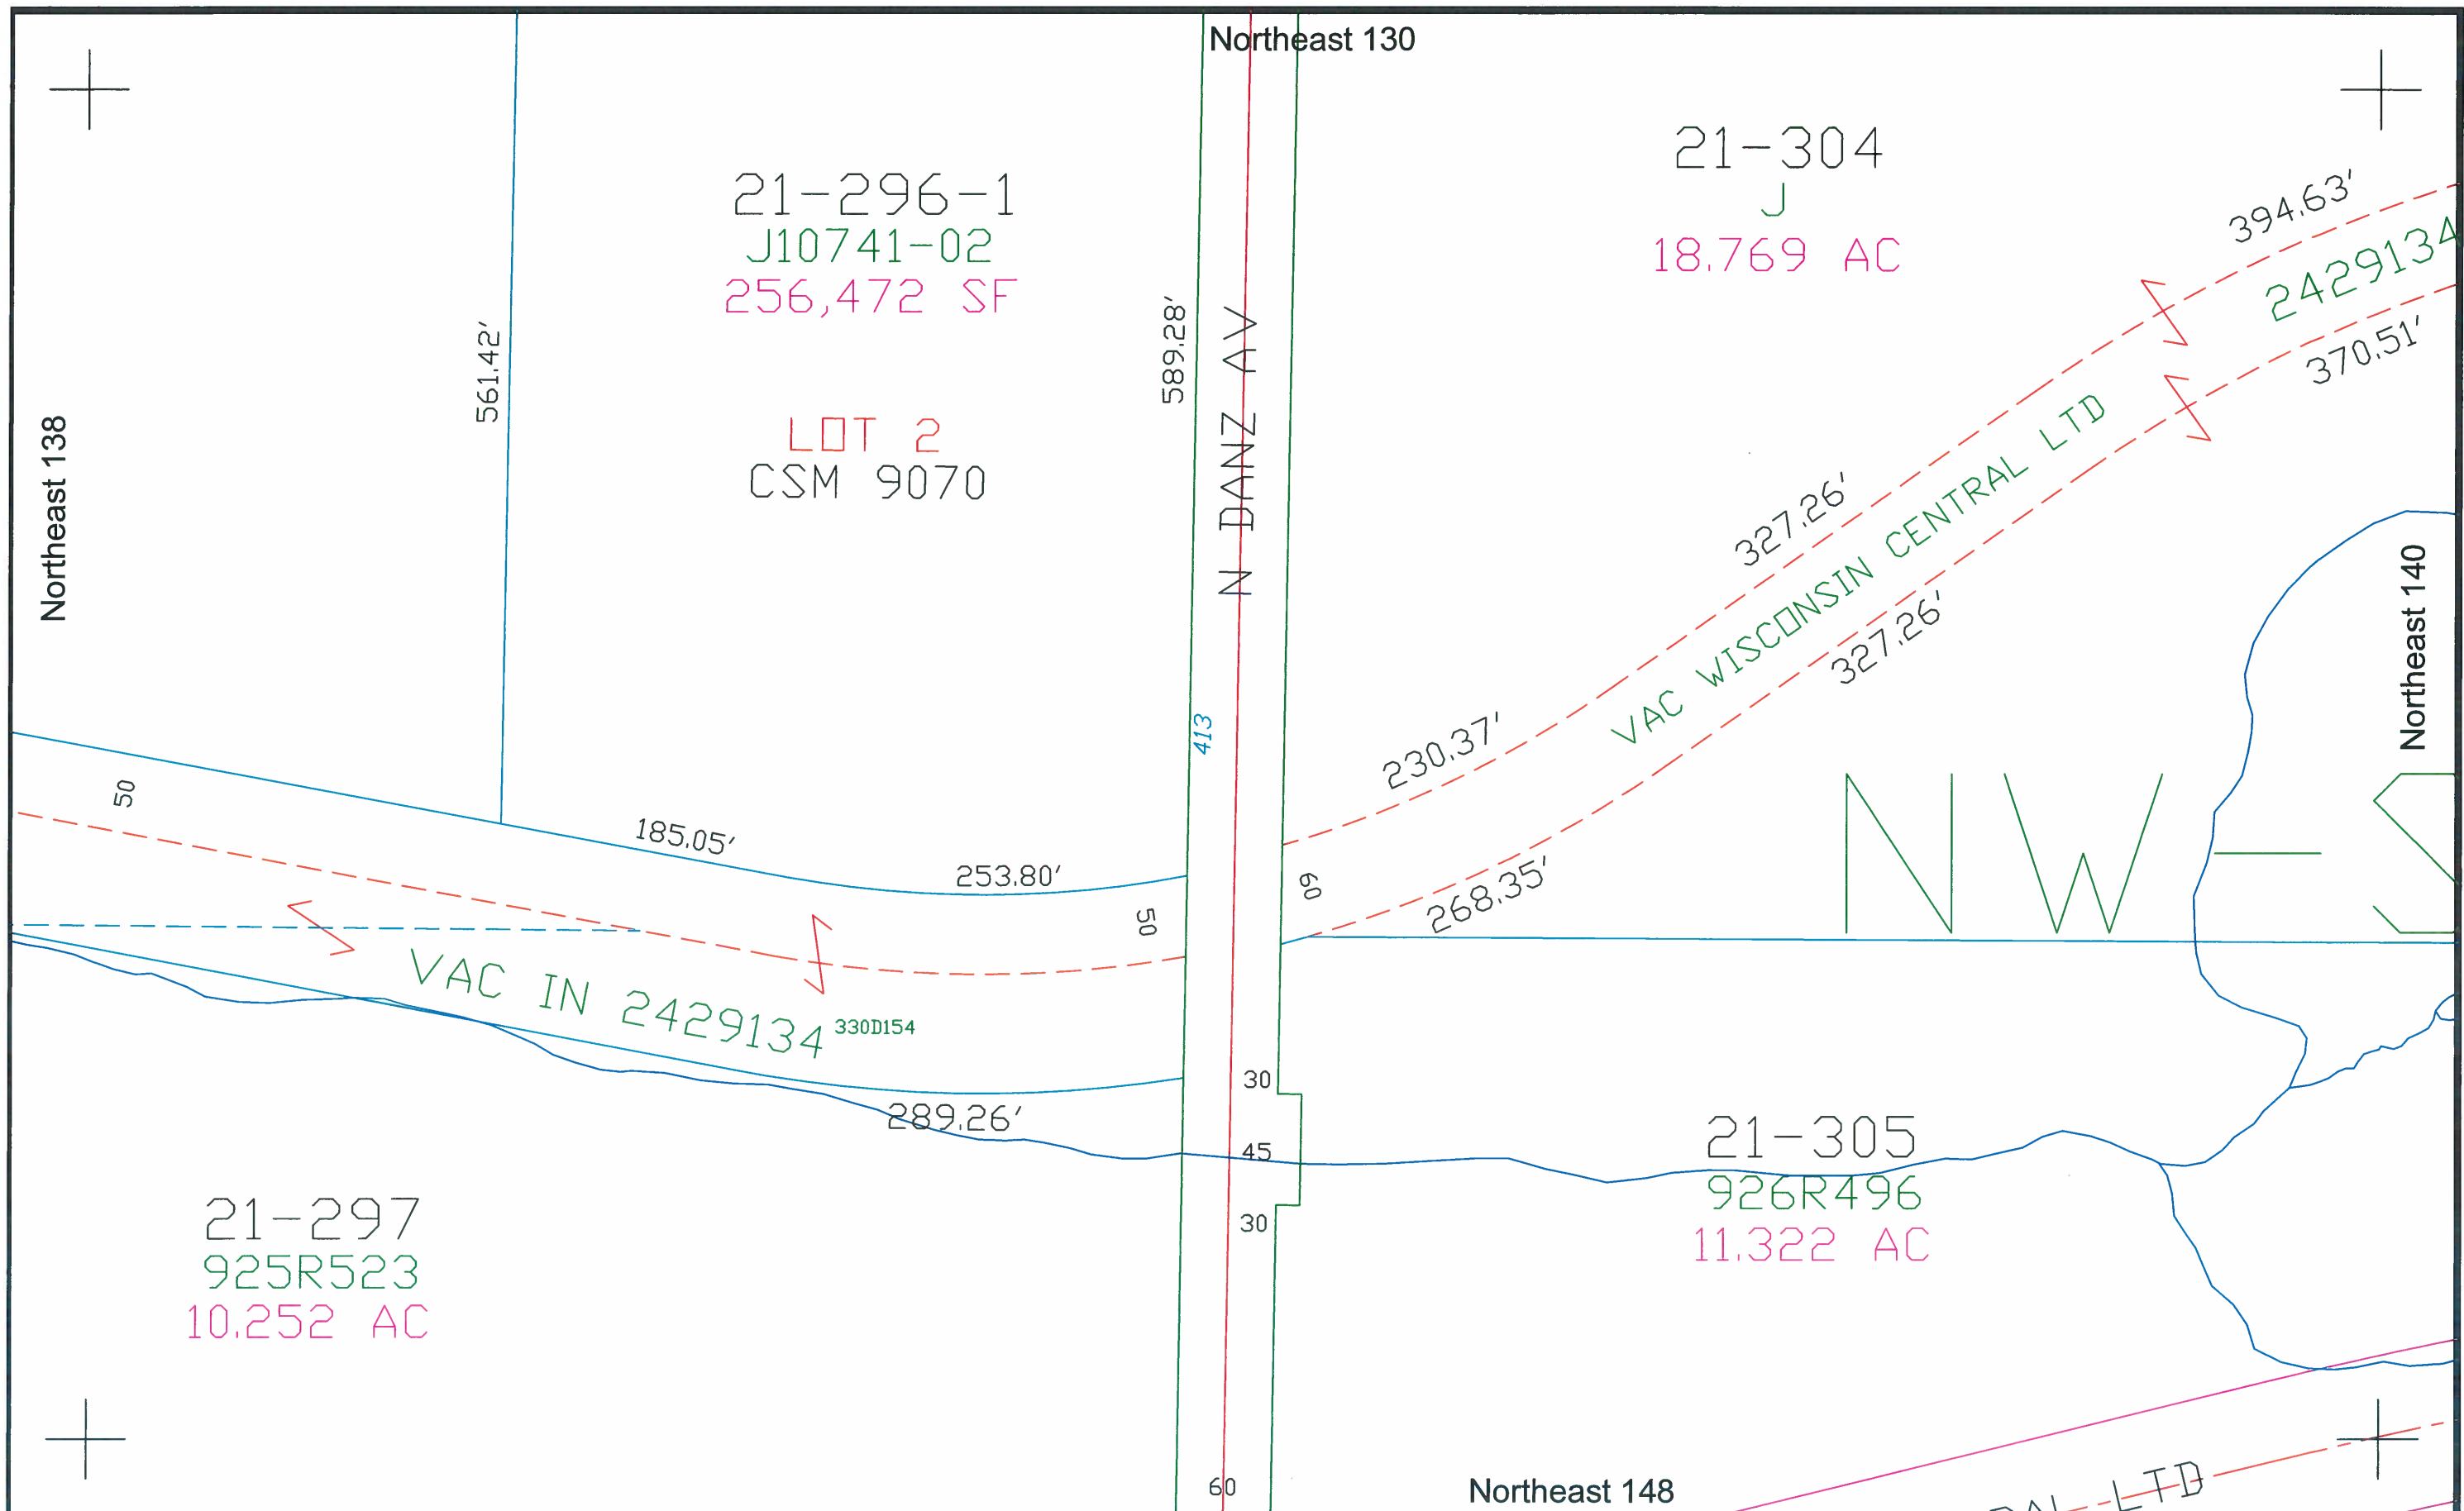 Northeast 130
21-304
J
18.769 AC
21-296-1
J10741-02
256,472 SF
394.63'
2429134
370.51'
561.42'
589.28'
N DANZ AV
LOT 2
CSM 9070
Northeast 138
VAC WISCONSIN CENTRAL LTD
327.26'
327.26'
Northeast 140
413
230.37'
50
185.05'
253.80'
50
60
268.35'
NW-S
VAC IN 2429134
330D154
30
289.26'
45
30
21-305
926R496
11.322 AC
21-297
925R523
10.252 AC
60
Northeast 148
LTD